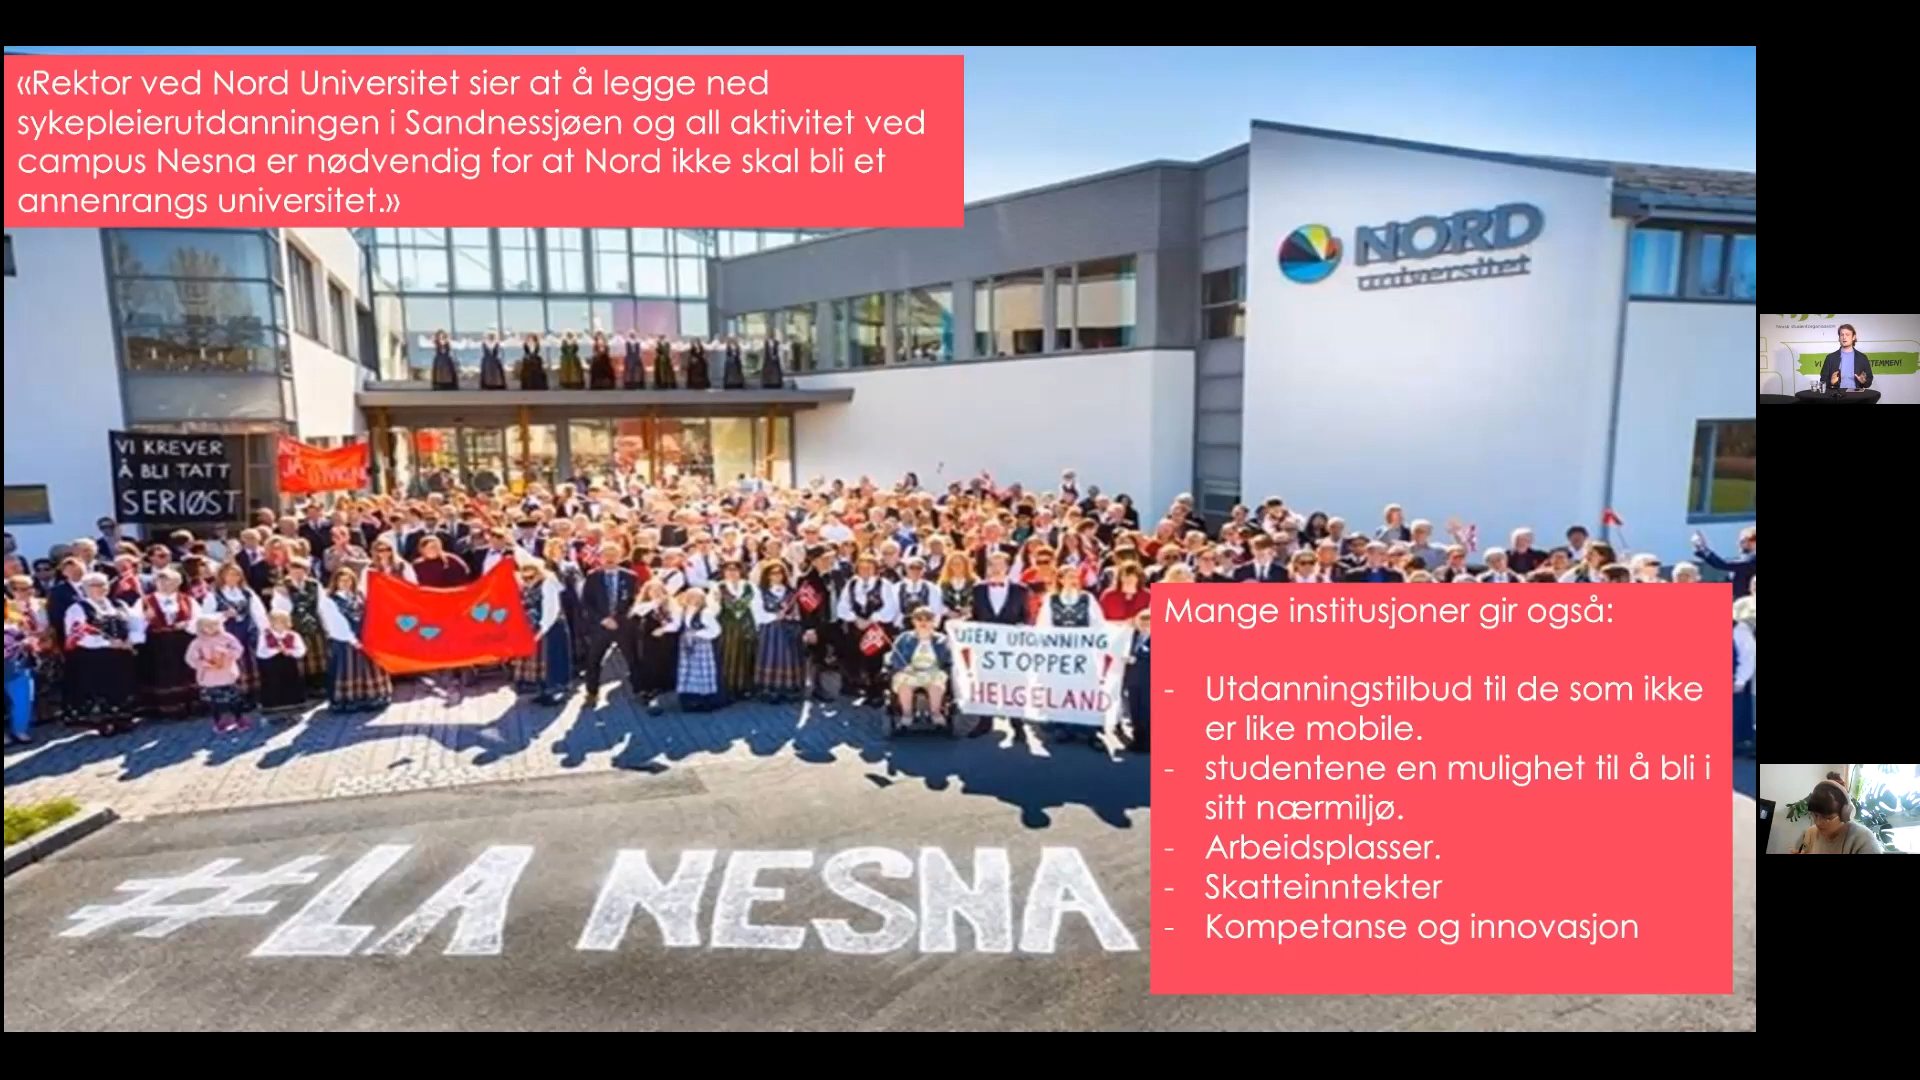 «Rektor ved Nord Universitet sier at å legge ned
sykepleierutdanningen i Sandnessjøen og all aktivitet ved
campus Nesna er nødvendig for at Nord ikke skal bli et
annenrangs universitet.»
NORD
universitet
VI KREVER
Å BLI TATT
SERIØST
UTEN UTDANNING
STOPPER
HELGELAND
Mange institusjoner gir også:
- Utdanningstilbud til de som ikke
er like mobile.
- studentene en mulighet til å bli i
sitt nærmiljø.
- Arbeidsplasser.
- Skatteinntekter
- Kompetanse og innovasjon
#LA NESNA
Norsk studentorganisasjon